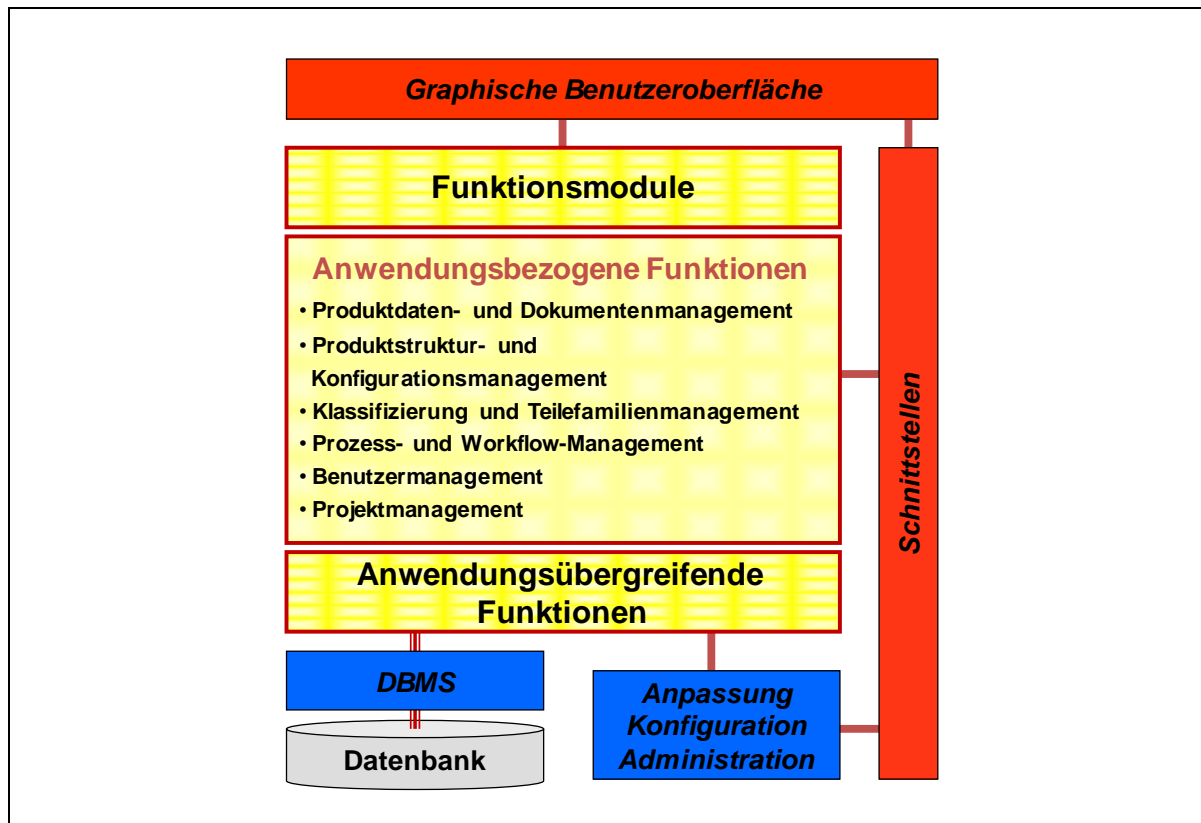 Graphische Benutzeroberfläche
Funktionsmodule
Anwendungsbezogene Funktionen
• Produktdaten- und Dokumentenmanagement
• Produktstruktur- und
Konfigurationsmanagement
• Klassifizierung und Teilefamilienmanagement
• Prozess- und Workflow-Management
• Benutzermanagement
• Projektmanagement
Anwendungsübergreifende
Funktionen
DBMS
Datenbank
Anpassung
Konfiguration
Administration
Schnittstellen